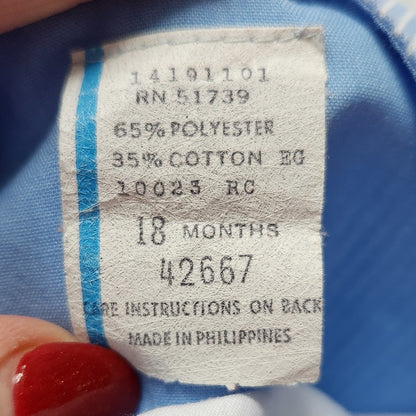 14191101
RN 51739
65% POLYESTER
35% COTTON EG
10023 RC
18 MONTHS
42667
CARE INSTRUCTIONS ON BACK
MADE IN PHILIPPINES